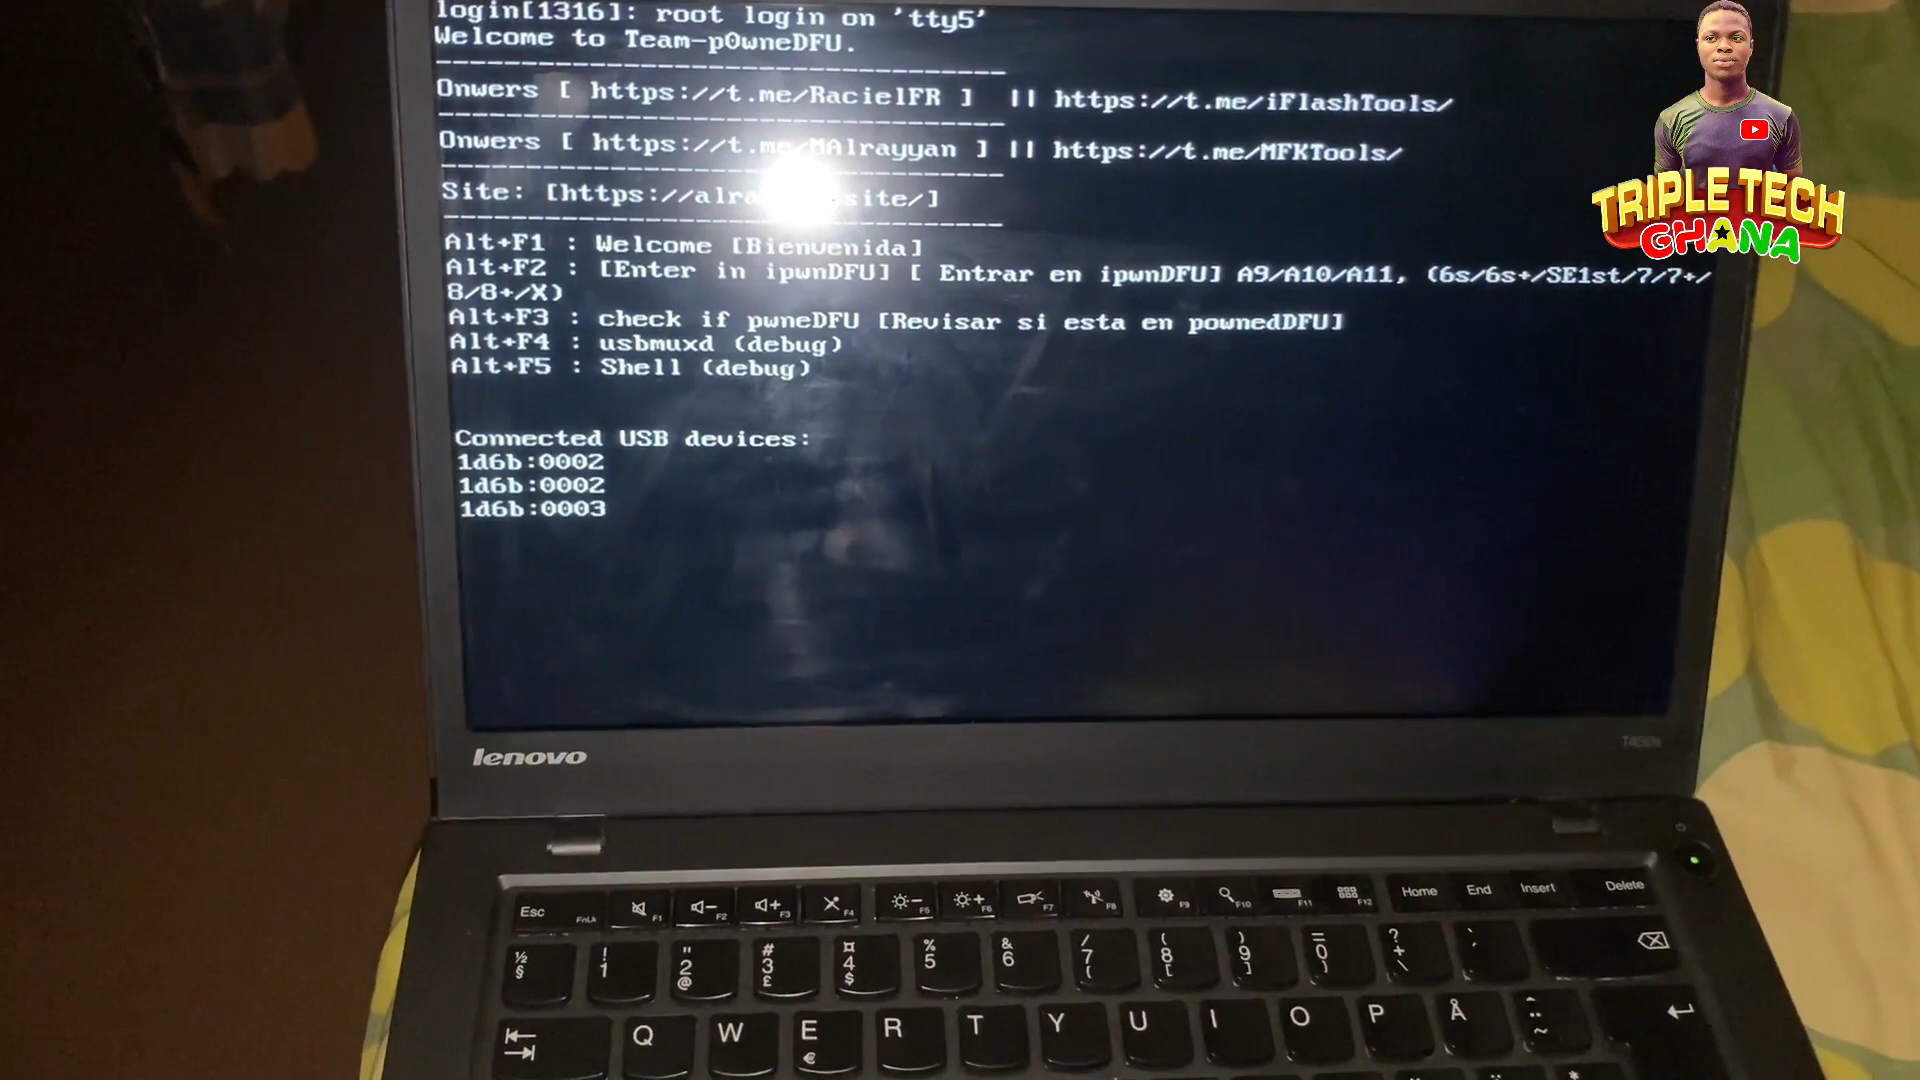 login[1316]: root login on 'tty5'
Welcome to Team-p0wneDFU.
Onwers [ https://t.me/RacielFR ] || https://t.me/iFlashTools/
Onwers [ https://t.me/MAlrayyan ] || https://t.me/MFKTools/
Site: [https://alra site/]
Alt+F1 : Welcome [Bienvenida]
Alt+F2 : [Enter in ipwnDFU] [ Entrar en ipwnDFU] A9/A10/A11, (6s/6s+/SE1st/7/7+/
8/8+/X)
Alt+F3 : check if pwneDFU [Revisar si esta en pownedDFU]
Alt+F4 : usbmuxd (debug)
Alt+F5 : Shell (debug)
Connected USB devices:
1d6b:0002
1d6b:0002
1d6b:0003
TRIPLE TECH
GHANA
lenovo
Esc FnLk F1 F2 F3 F4 F5 F6 F7 F8 F9 F10 F11 F12 Home End Insert Delete
½ § ! 1 " 2 @ # 3 £ ¤ 4 $ % 5 & 6 / 7 { ( 8 [ ) 9 ] = 0 } ? + \
Q W E € R T Y U I O P Å ^ ¨ ~